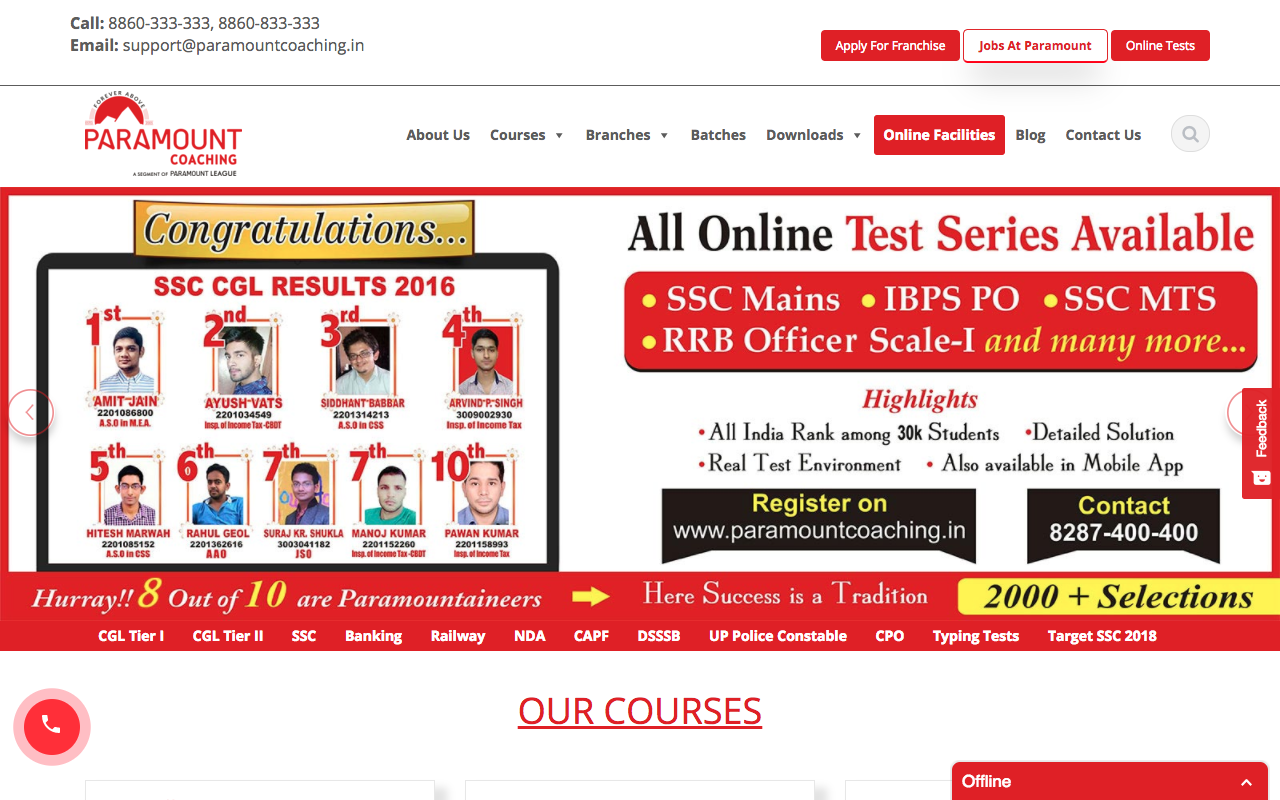 Call: 8860-333-333, 8860-833-333
Email: support@paramountcoaching.in
Apply For Franchise
Jobs At Paramount
Online Tests
FOREVER ABOVE
PARAMOUNT
COACHING
A SEGMENT OF PARAMOUNT LEAGUE
About Us
Courses
Branches
Batches
Downloads
Online Facilities
Blog
Contact Us
Congratulations...
SSC CGL RESULTS 2016
1st
2nd
3rd
4th
AMIT JAIN
2201086800
A.S.O in M.E.A.
AYUSH VATS
2201034549
Insp. of Income Tax-CBDT
SIDDHANT BABBAR
2201314213
A.S.O in CSS
ARVIND P. SINGH
3009002930
Insp. of Income Tax
5th
6th
7th
7th
10th
HITESH MARWAH
2201085152
A.S.O in CSS
RAHUL GEOL
2201362616
AAO
SURAJ KR. SHUKLA
3003041182
JSO
MANOJ KUMAR
2201152260
Insp. of Income Tax-CBDT
PAWAN KUMAR
2201158993
Insp. of Income Tax
All Online Test Series Available
• SSC Mains • IBPS PO • SSC MTS
• RRB Officer Scale-I and many more...
Highlights
• All India Rank among 30k Students
• Detailed Solution
• Real Test Environment
• Also available in Mobile App
Register on
www.paramountcoaching.in
Contact
8287-400-400
Feedback
Hurray!! 8 Out of 10 are Paramountaineers
Here Success is a Tradition
2000 + Selections
CGL Tier I
CGL Tier II
SSC
Banking
Railway
NDA
CAPF
DSSSB
UP Police Constable
CPO
Typing Tests
Target SSC 2018
OUR COURSES
Offline